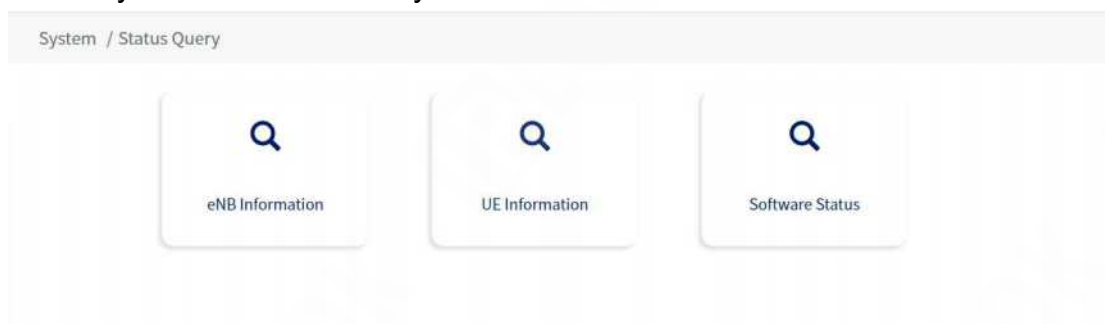 System / Status Query
eNB Information
UE Information
Software Status